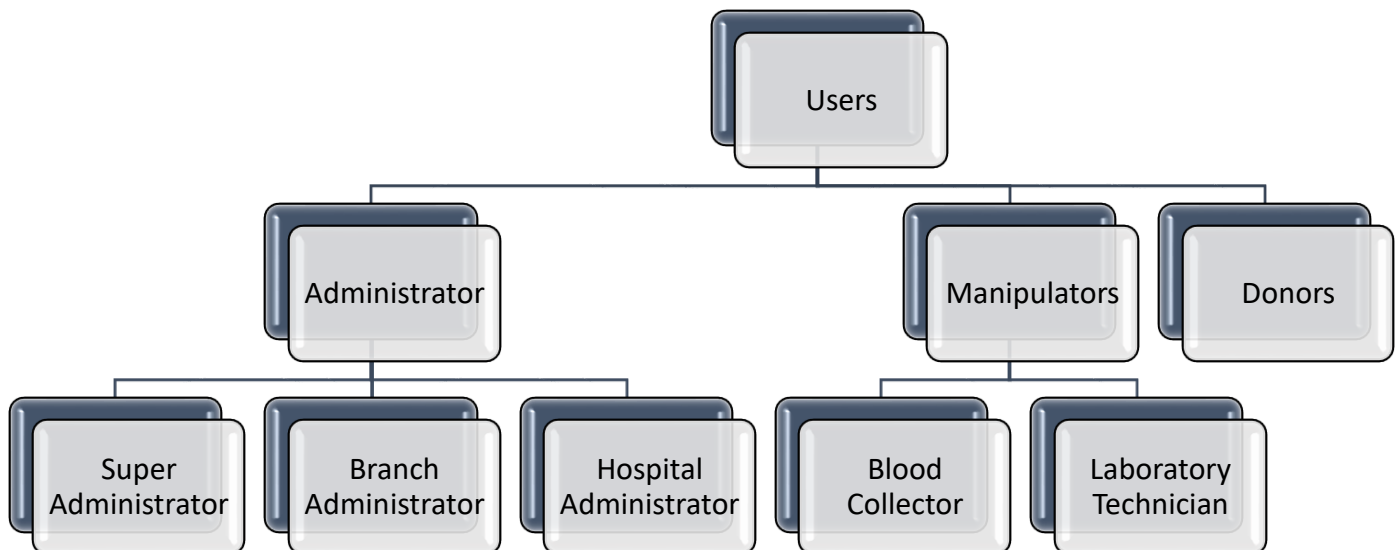 Users
Administrator
Manipulators
Donors
Super
Administrator
Branch
Administrator
Hospital
Administrator
Blood
Collector
Laboratory
Technician